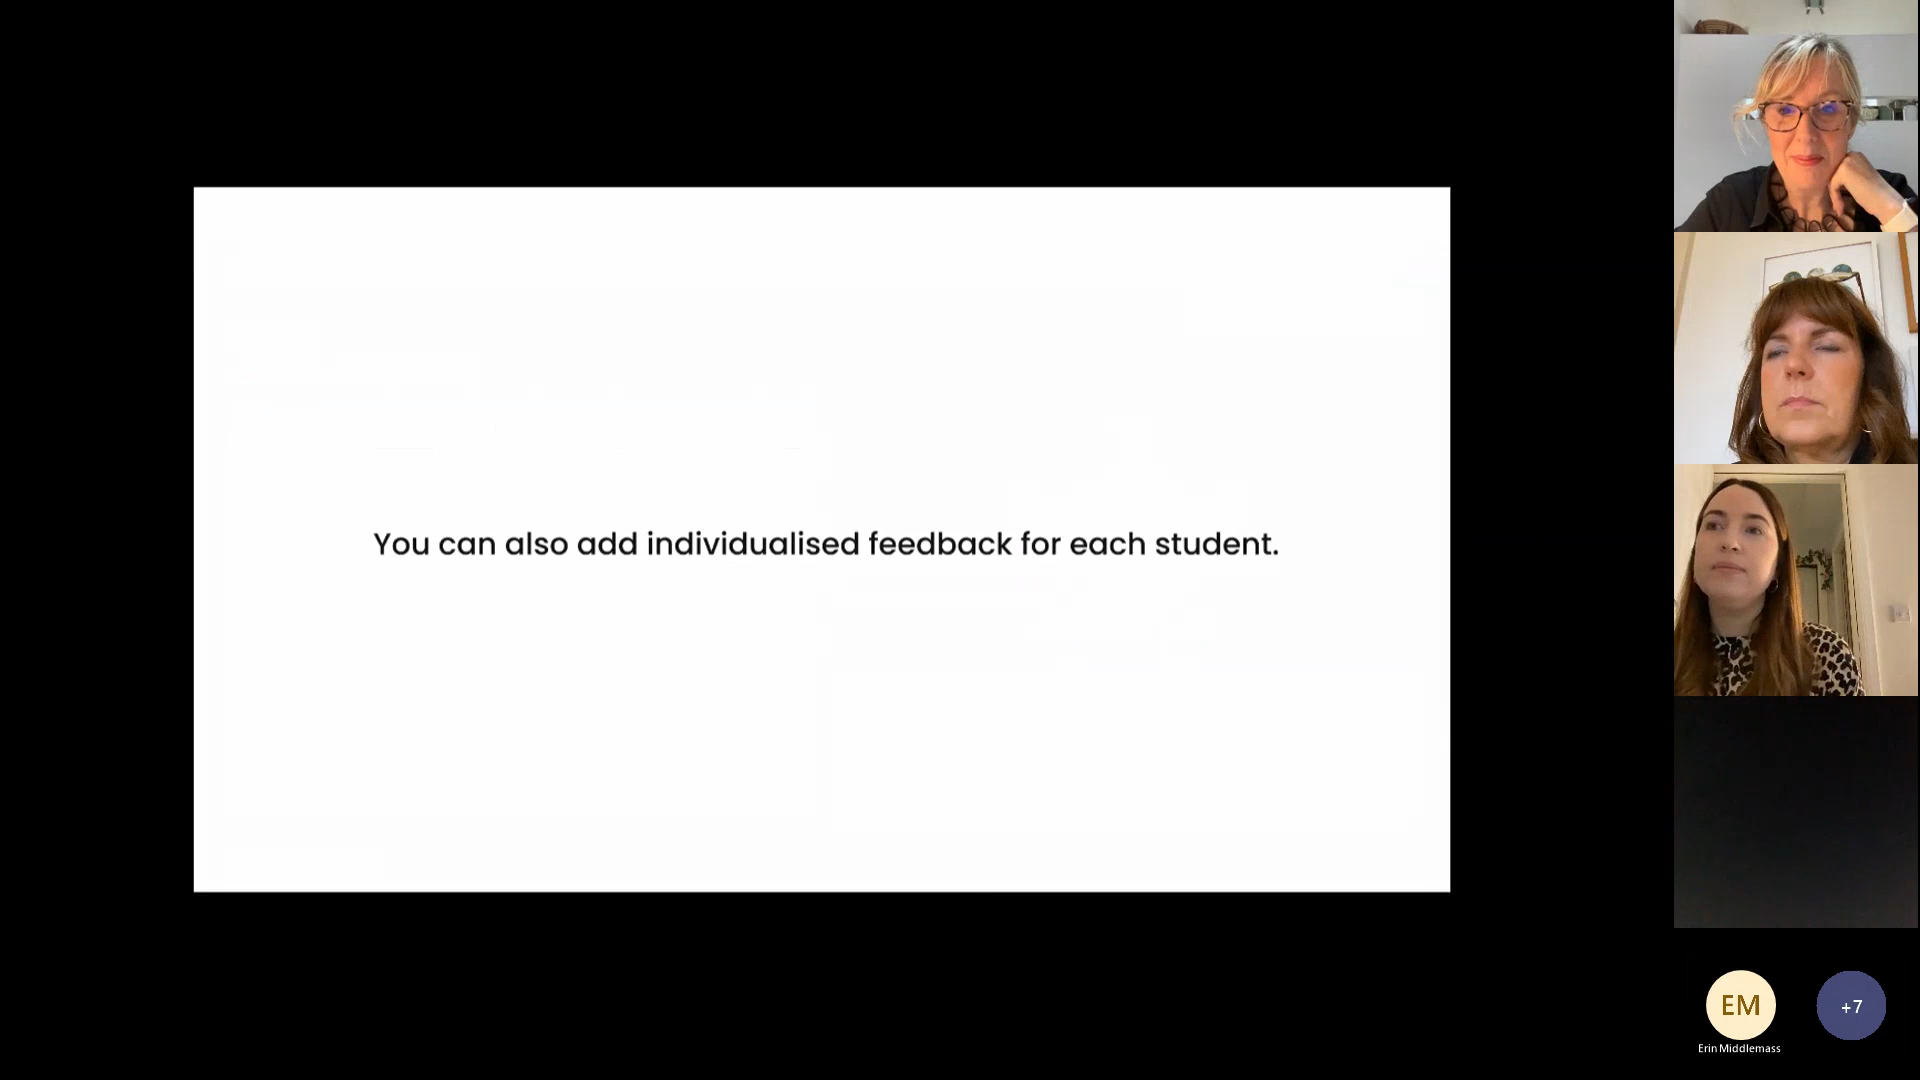 You can also add individualised feedback for each student.
EM
+7
Erin Middlemass